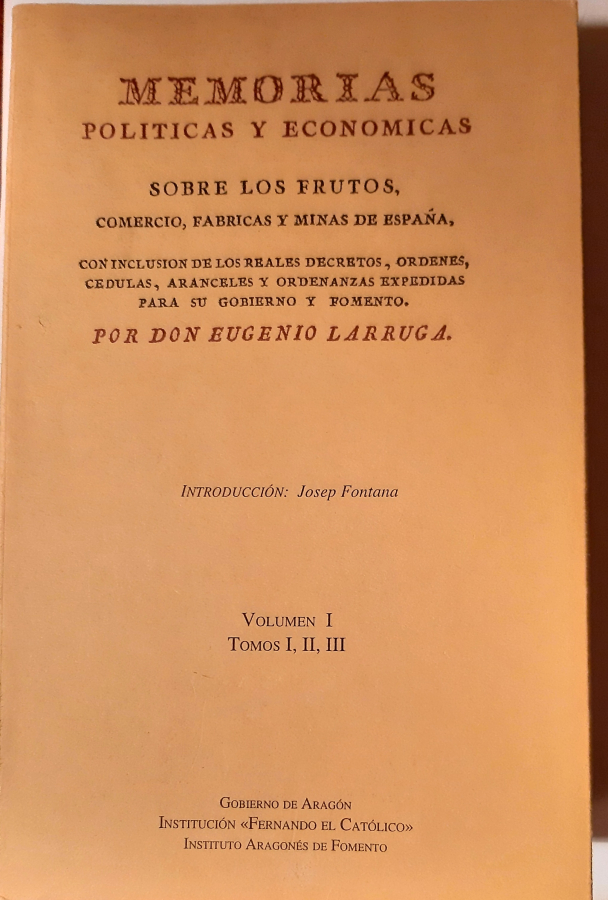 MEMORIAS
POLITICAS Y ECONOMICAS
SOBRE LOS FRUTOS,
COMERCIO, FABRICAS Y MINAS DE ESPAÑA,
CON INCLUSION DE LOS REALES DECRETOS, ORDENES,
CEDULAS, ARANCELES Y ORDENANZAS EXPEDIDAS
PARA SU GOBIERNO Y FOMENTO.
POR DON EUGENIO LARRUGA.
INTRODUCCIÓN: Josep Fontana
VOLUMEN I
TOMOS I, II, III
GOBIERNO DE ARAGÓN
INSTITUCIÓN «FERNANDO EL CATÓLICO»
INSTITUTO ARAGONÉS DE FOMENTO